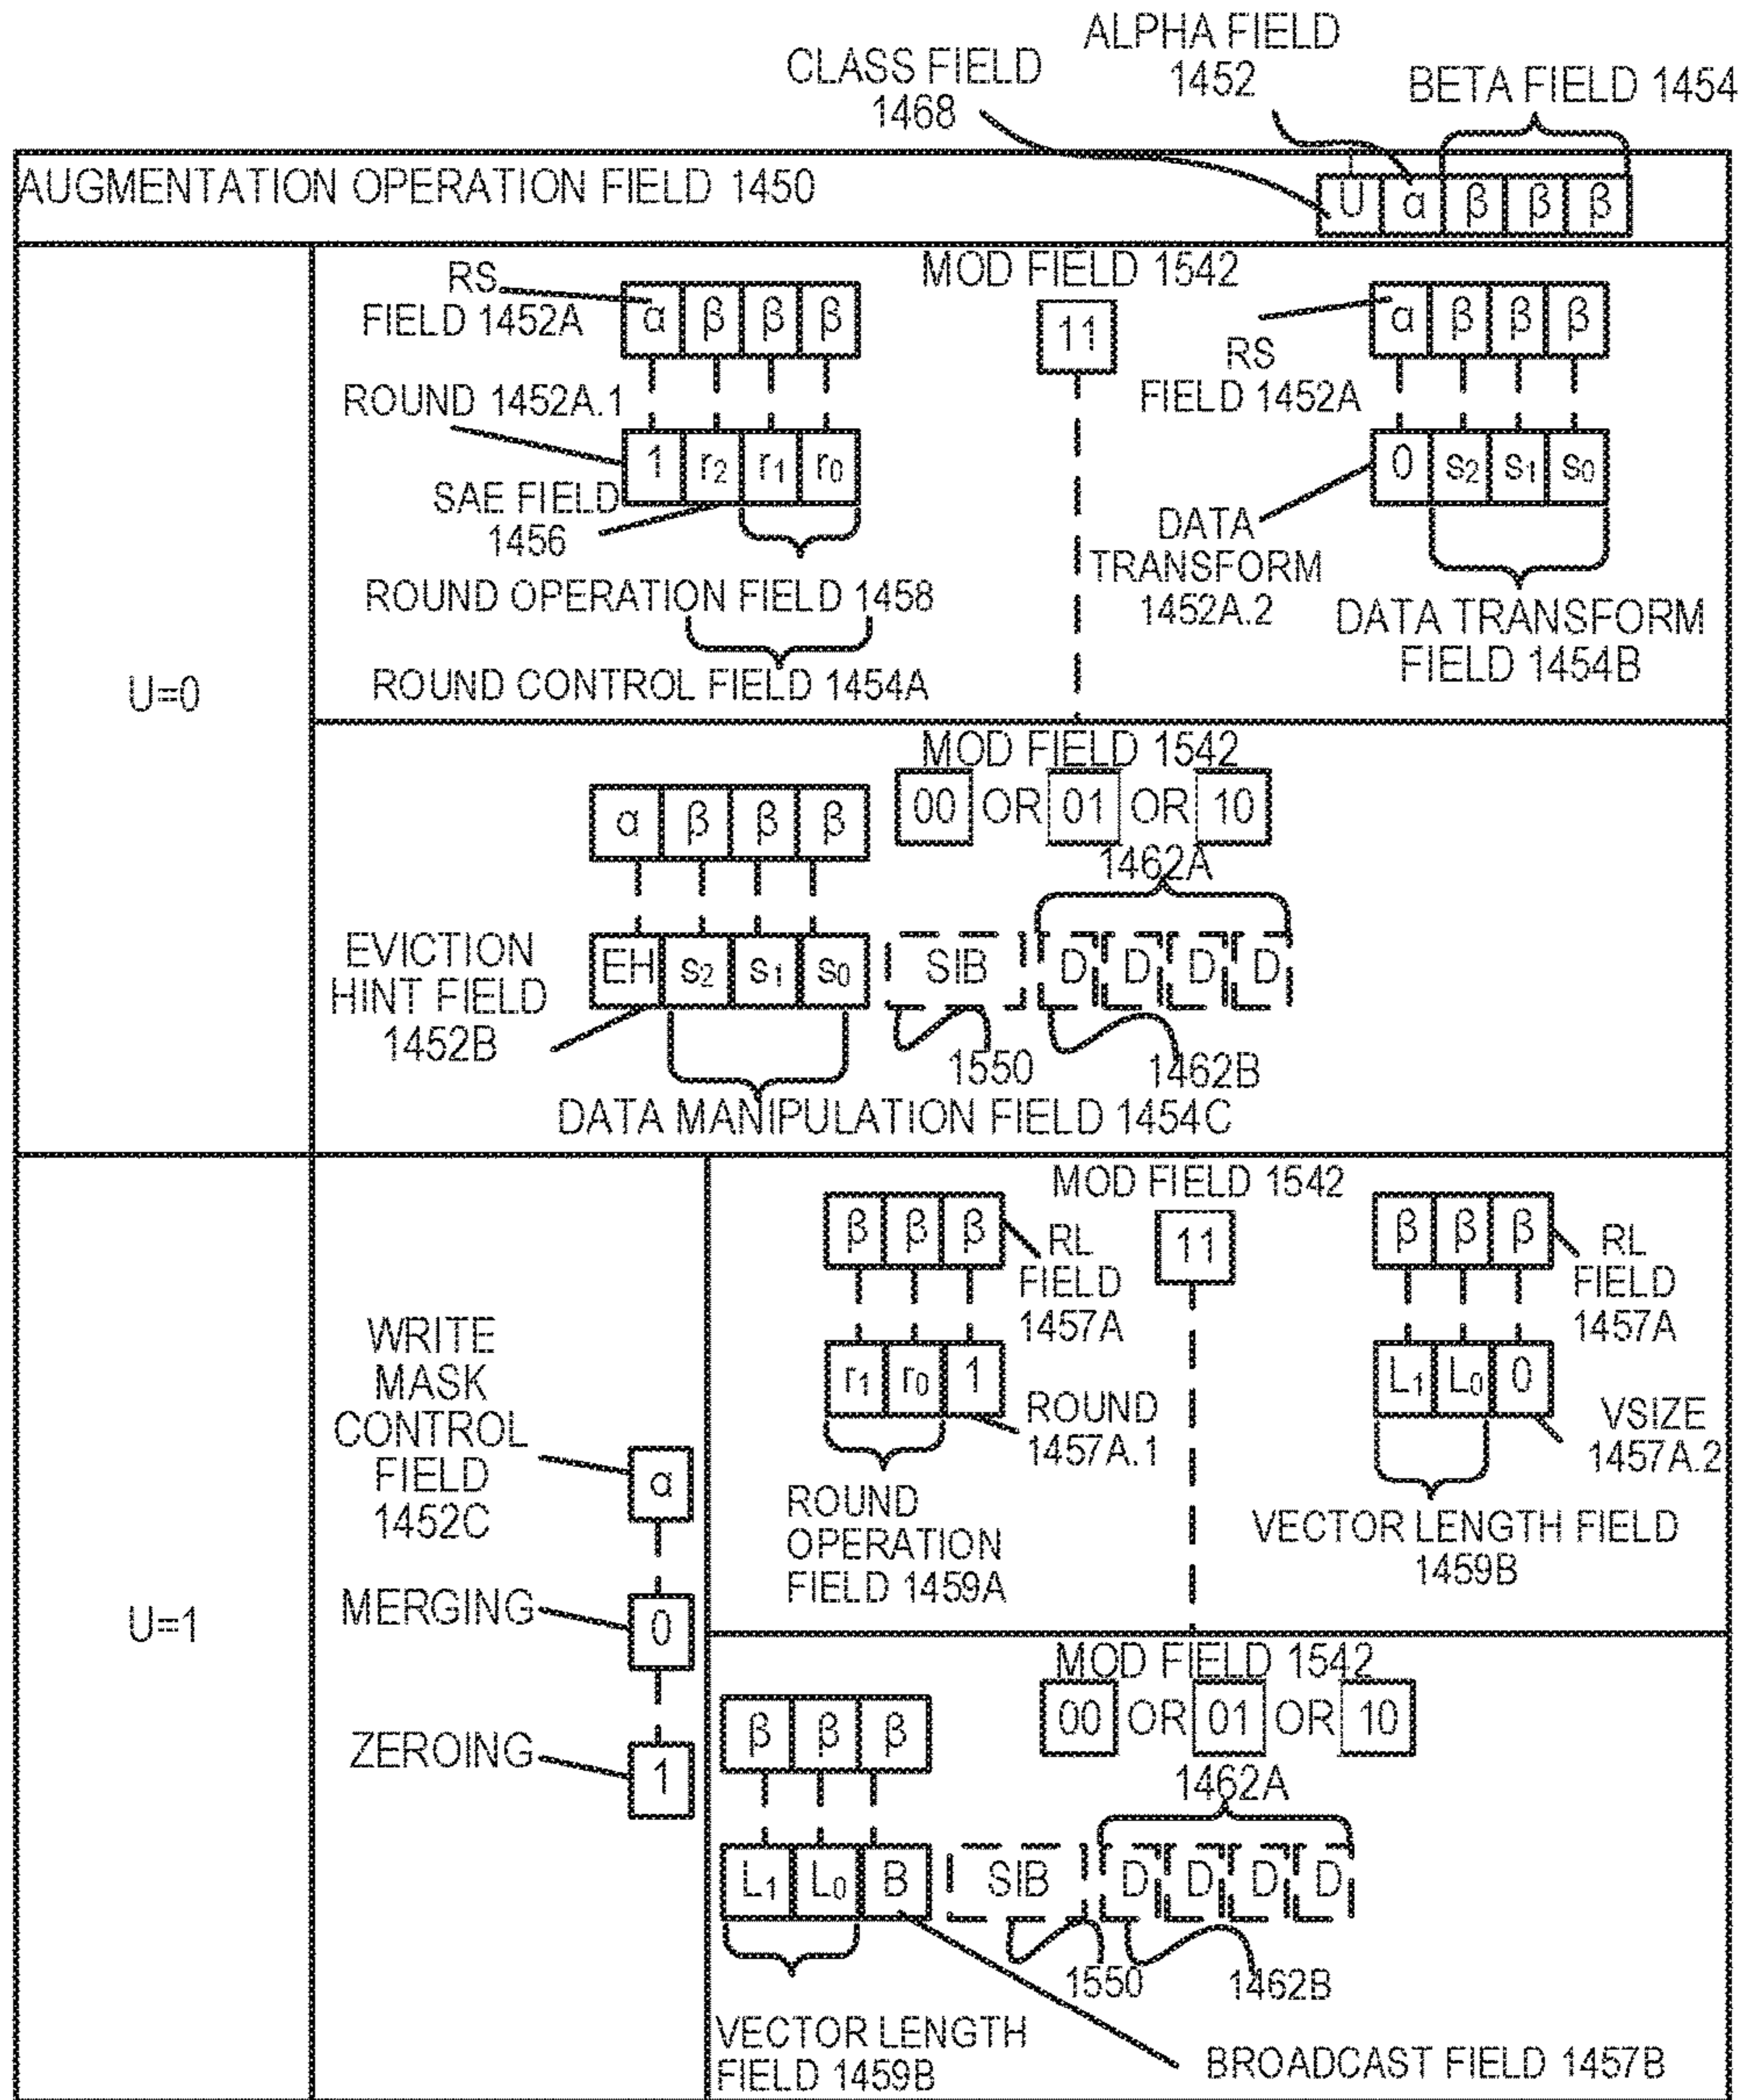 CLASS FIELD
1468
ALPHA FIELD
1452
BETA FIELD 1454
AUGMENTATION OPERATION FIELD 1450
U α β β β
U=0
RS
FIELD 1452A
α β β β
MOD FIELD 1542
11
α β β β
RS
FIELD 1452A
ROUND 1452A.1
1 r2 r1 r0
0 s2 s1 s0
SAE FIELD
1456
DATA
TRANSFORM
1452A.2
ROUND OPERATION FIELD 1458
ROUND CONTROL FIELD 1454A
DATA TRANSFORM
FIELD 1454B
MOD FIELD 1542
00 OR 01 OR 10
α β β β
1462A
EVICTION
HINT FIELD
1452B
EH s2 s1 s0 SIB D D D D
1550
1462B
DATA MANIPULATION FIELD 1454C
U=1
WRITE
MASK
CONTROL
FIELD
1452C
α
MERGING
0
ZEROING
1
MOD FIELD 1542
11
β β β
RL
FIELD
1457A
β β β
RL
FIELD
1457A
r1 r0 1
ROUND
1457A.1
L1 L0 0
VSIZE
1457A.2
ROUND
OPERATION
FIELD 1459A
VECTOR LENGTH FIELD
1459B
MOD FIELD 1542
00 OR 01 OR 10
β β β
1462A
L1 L0 B SIB D D D D
1550
1462B
VECTOR LENGTH
FIELD 1459B
BROADCAST FIELD 1457B